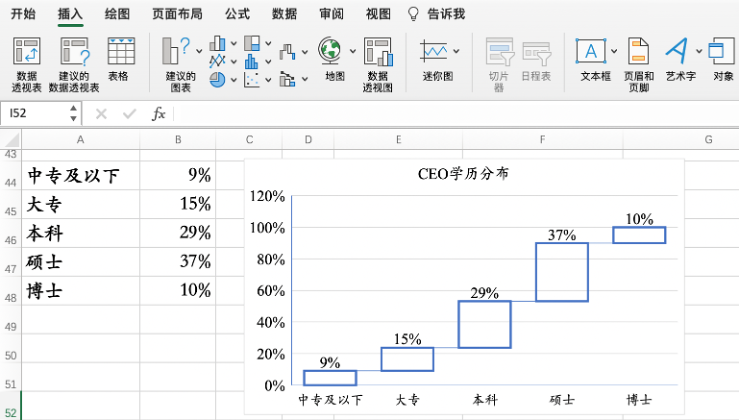 开始 插入 绘图 页面布局 公式 数据 审阅 视图 告诉我
数据
透视表
建议的
数据透视表
表格
建议的
图表
地图
数据
透视图
迷你图
切片
器
日程表
文本框
页眉和
页脚
艺术字
对象
I52 fx
A B C D E F G
43
44 中专及以下 9%
45 大专 15%
46 本科 29%
47 硕士 37%
48 博士 10%
49
50
51
52
CEO学历分布
120%
100%
80%
60%
40%
20%
0%
9%
15%
29%
37%
10%
中专及以下 大专 本科 硕士 博士